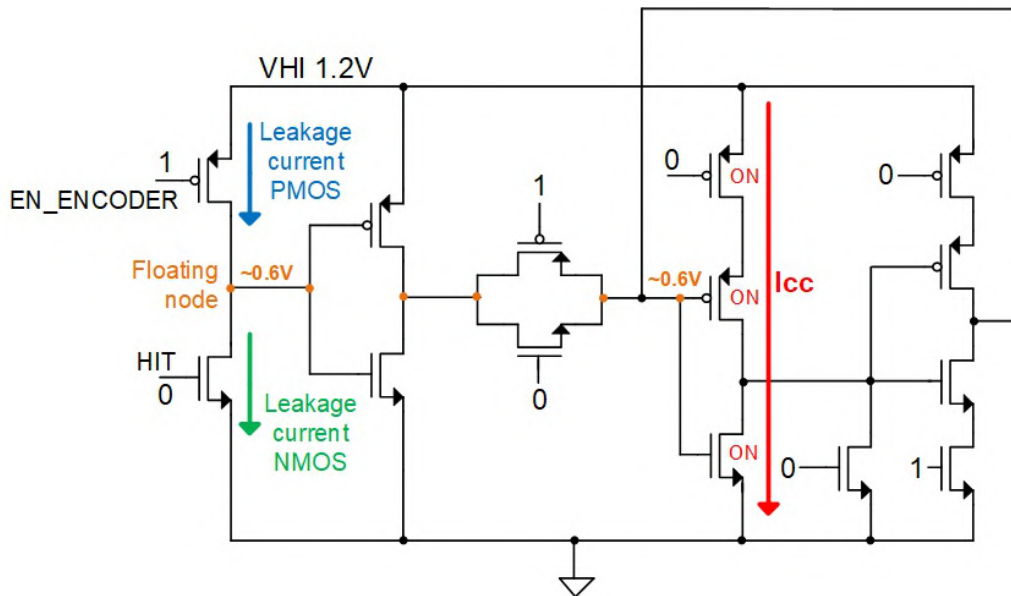 VHI 1.2V
1
EN_ENCODER
Leakage
current
PMOS
Floating
node
~0.6V
HIT
0
Leakage
current
NMOS
1
0
~0.6V
0
ON
ON
ON
Icc
0
0
1